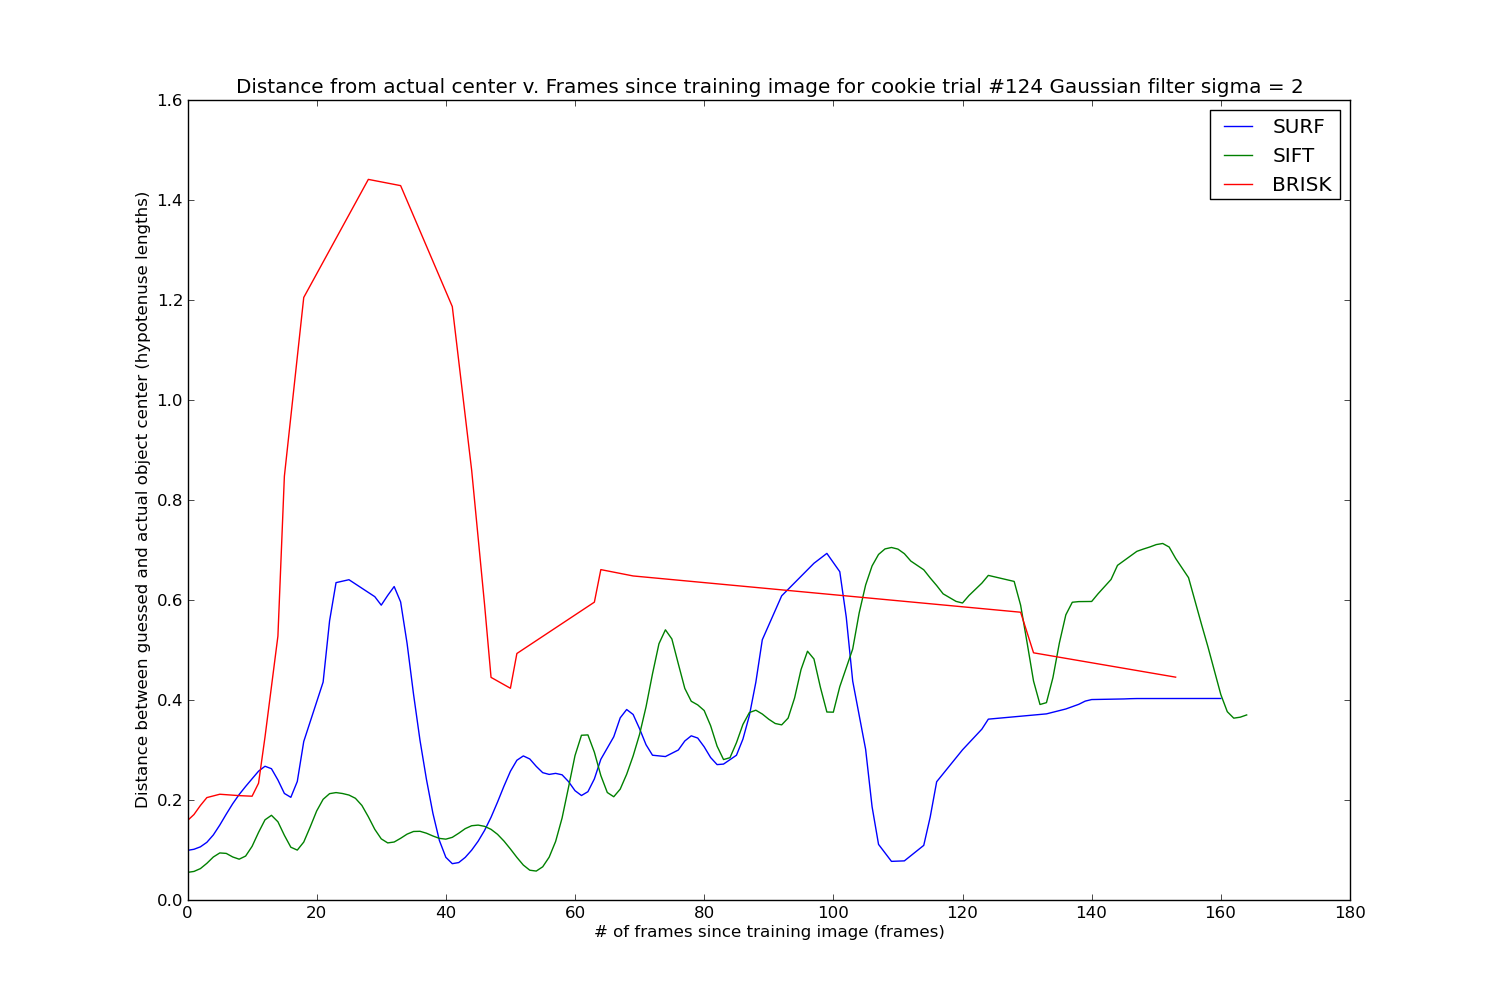 Distance from actual center v. Frames since training image for cookie trial #124 Gaussian filter sigma = 2
SURF
SIFT
BRISK
Distance between guessed and actual object center (hypotenuse lengths)
1.6
1.4
1.2
1.0
0.8
0.6
0.4
0.2
0.0
0 20 40 60 80 100 120 140 160 180
# of frames since training image (frames)